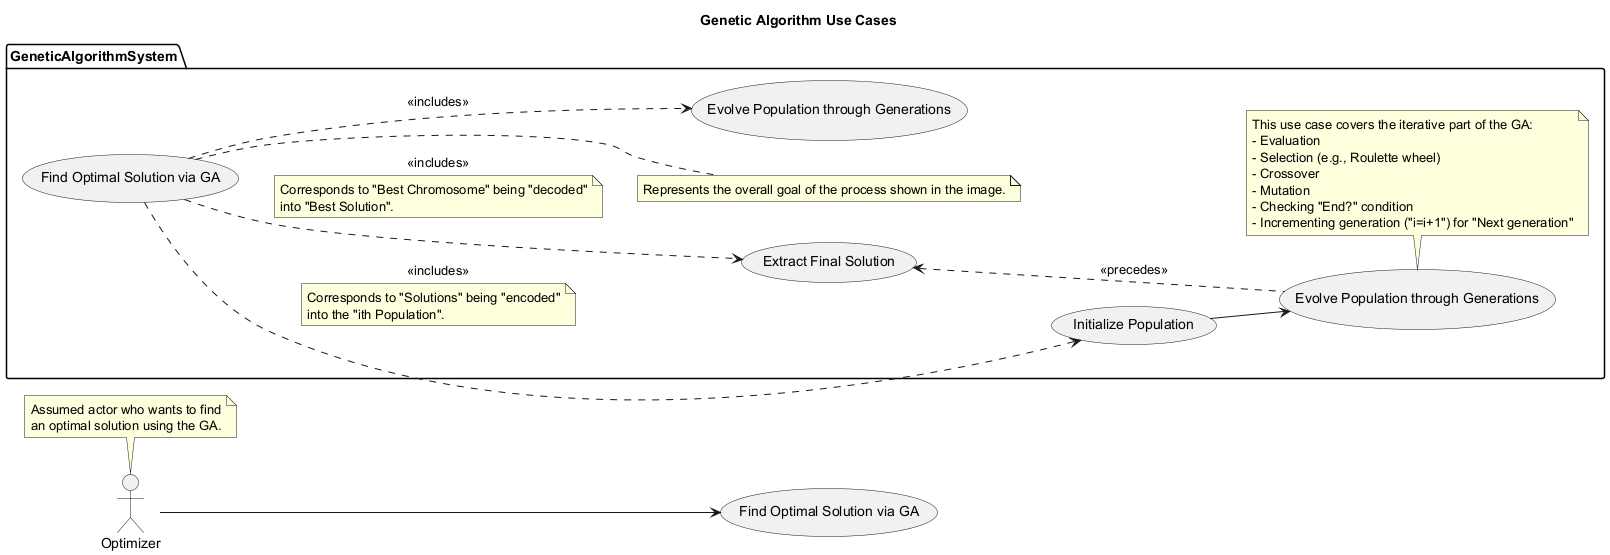 Genetic Algorithm Use Cases
GeneticAlgorithmSystem
«includes»
Evolve Population through Generations
Find Optimal Solution via GA
«includes»
Corresponds to "Best Chromosome" being "decoded"
into "Best Solution".
Represents the overall goal of the process shown in the image.
This use case covers the iterative part of the GA:
- Evaluation
- Selection (e.g., Roulette wheel)
- Crossover
- Mutation
- Checking "End?" condition
- Incrementing generation ("i=i+1") for "Next generation"
Extract Final Solution
«includes»
«precedes»
Corresponds to "Solutions" being "encoded"
into the "ith Population".
Evolve Population through Generations
Initialize Population
Assumed actor who wants to find
an optimal solution using the GA.
Find Optimal Solution via GA
Optimizer